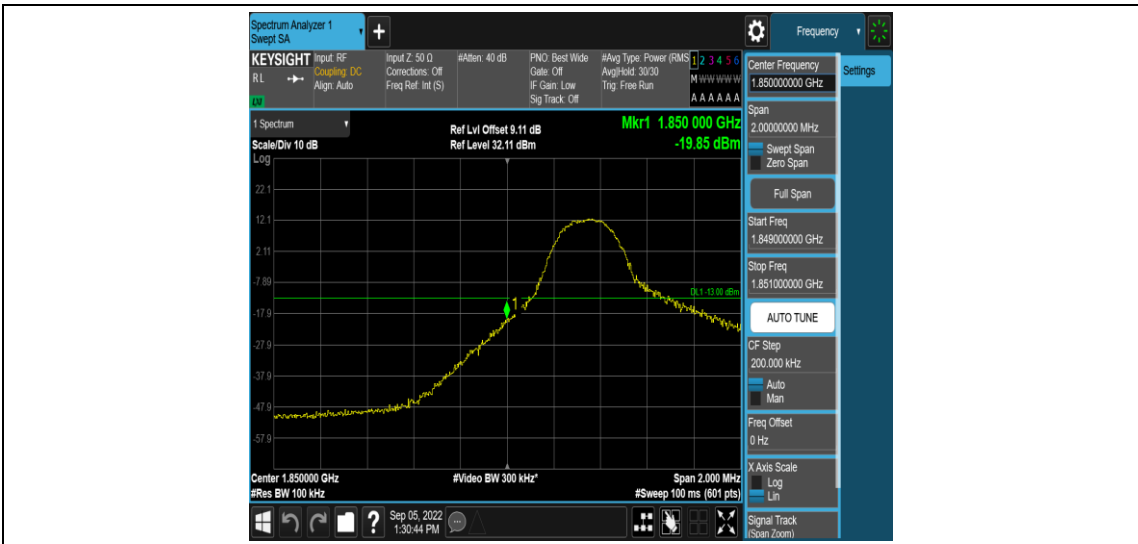 Spectrum Analyzer 1
Swept SA
+
Frequency
KEYSIGHT
RL
LXI
Input: RF
Coupling: DC
Align: Auto
Input Z: 50 Ω
Corrections: Off
Freq Ref: Int (S)
#Atten: 40 dB
PNO: Best Wide
Gate: Off
IF Gain: Low
Sig Track: Off
#Avg Type: Power (RMS
Avg|Hold: 30/30
Trig: Free Run
1 2 3 4 5 6
M W W W W W
A A A A A A
1 Spectrum
Scale/Div 10 dB
Ref Lvl Offset 9.11 dB
Ref Level 32.11 dBm
Mkr1 1.850 000 GHz
-19.85 dBm
Log
22.1
12.1
2.11
-7.89
DL1 -13.00 dBm
1
-17.9
-27.9
-37.9
-47.9
-57.9
Center 1.850000 GHz
#Video BW 300 kHz*
Span 2.000 MHz
#Res BW 100 kHz
#Sweep 100 ms (601 pts)
?
Sep 05, 2022
1:30:44 PM
Center Frequency
1.850000000 GHz
Settings
Span
2.00000000 MHz
Swept Span
Zero Span
Full Span
Start Freq
1.849000000 GHz
Stop Freq
1.851000000 GHz
AUTO TUNE
CF Step
200.000 kHz
Auto
Man
Freq Offset
0 Hz
X Axis Scale
Log
Lin
Signal Track
(Span Zoom)